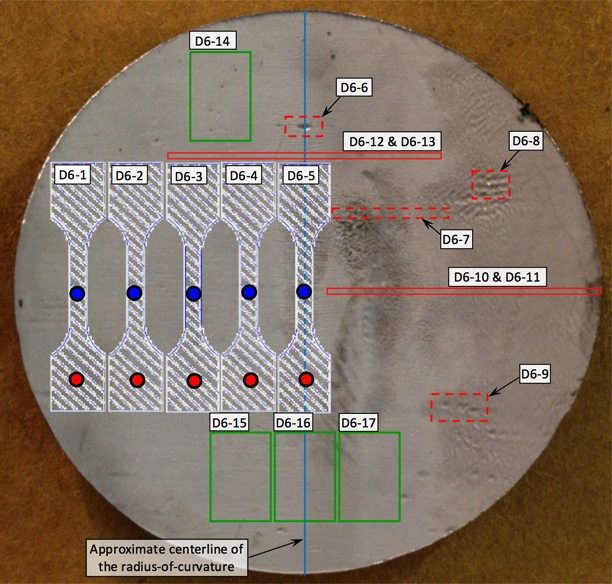 D6-14
D6-6
D6-12 & D6-13
D6-8
D6-1
D6-2
D6-3
D6-4
D6-5
D6-7
D6-10 & D6-11
D6-9
D6-15
D6-16
D6-17
Approximate centerline of
the radius-of-curvature